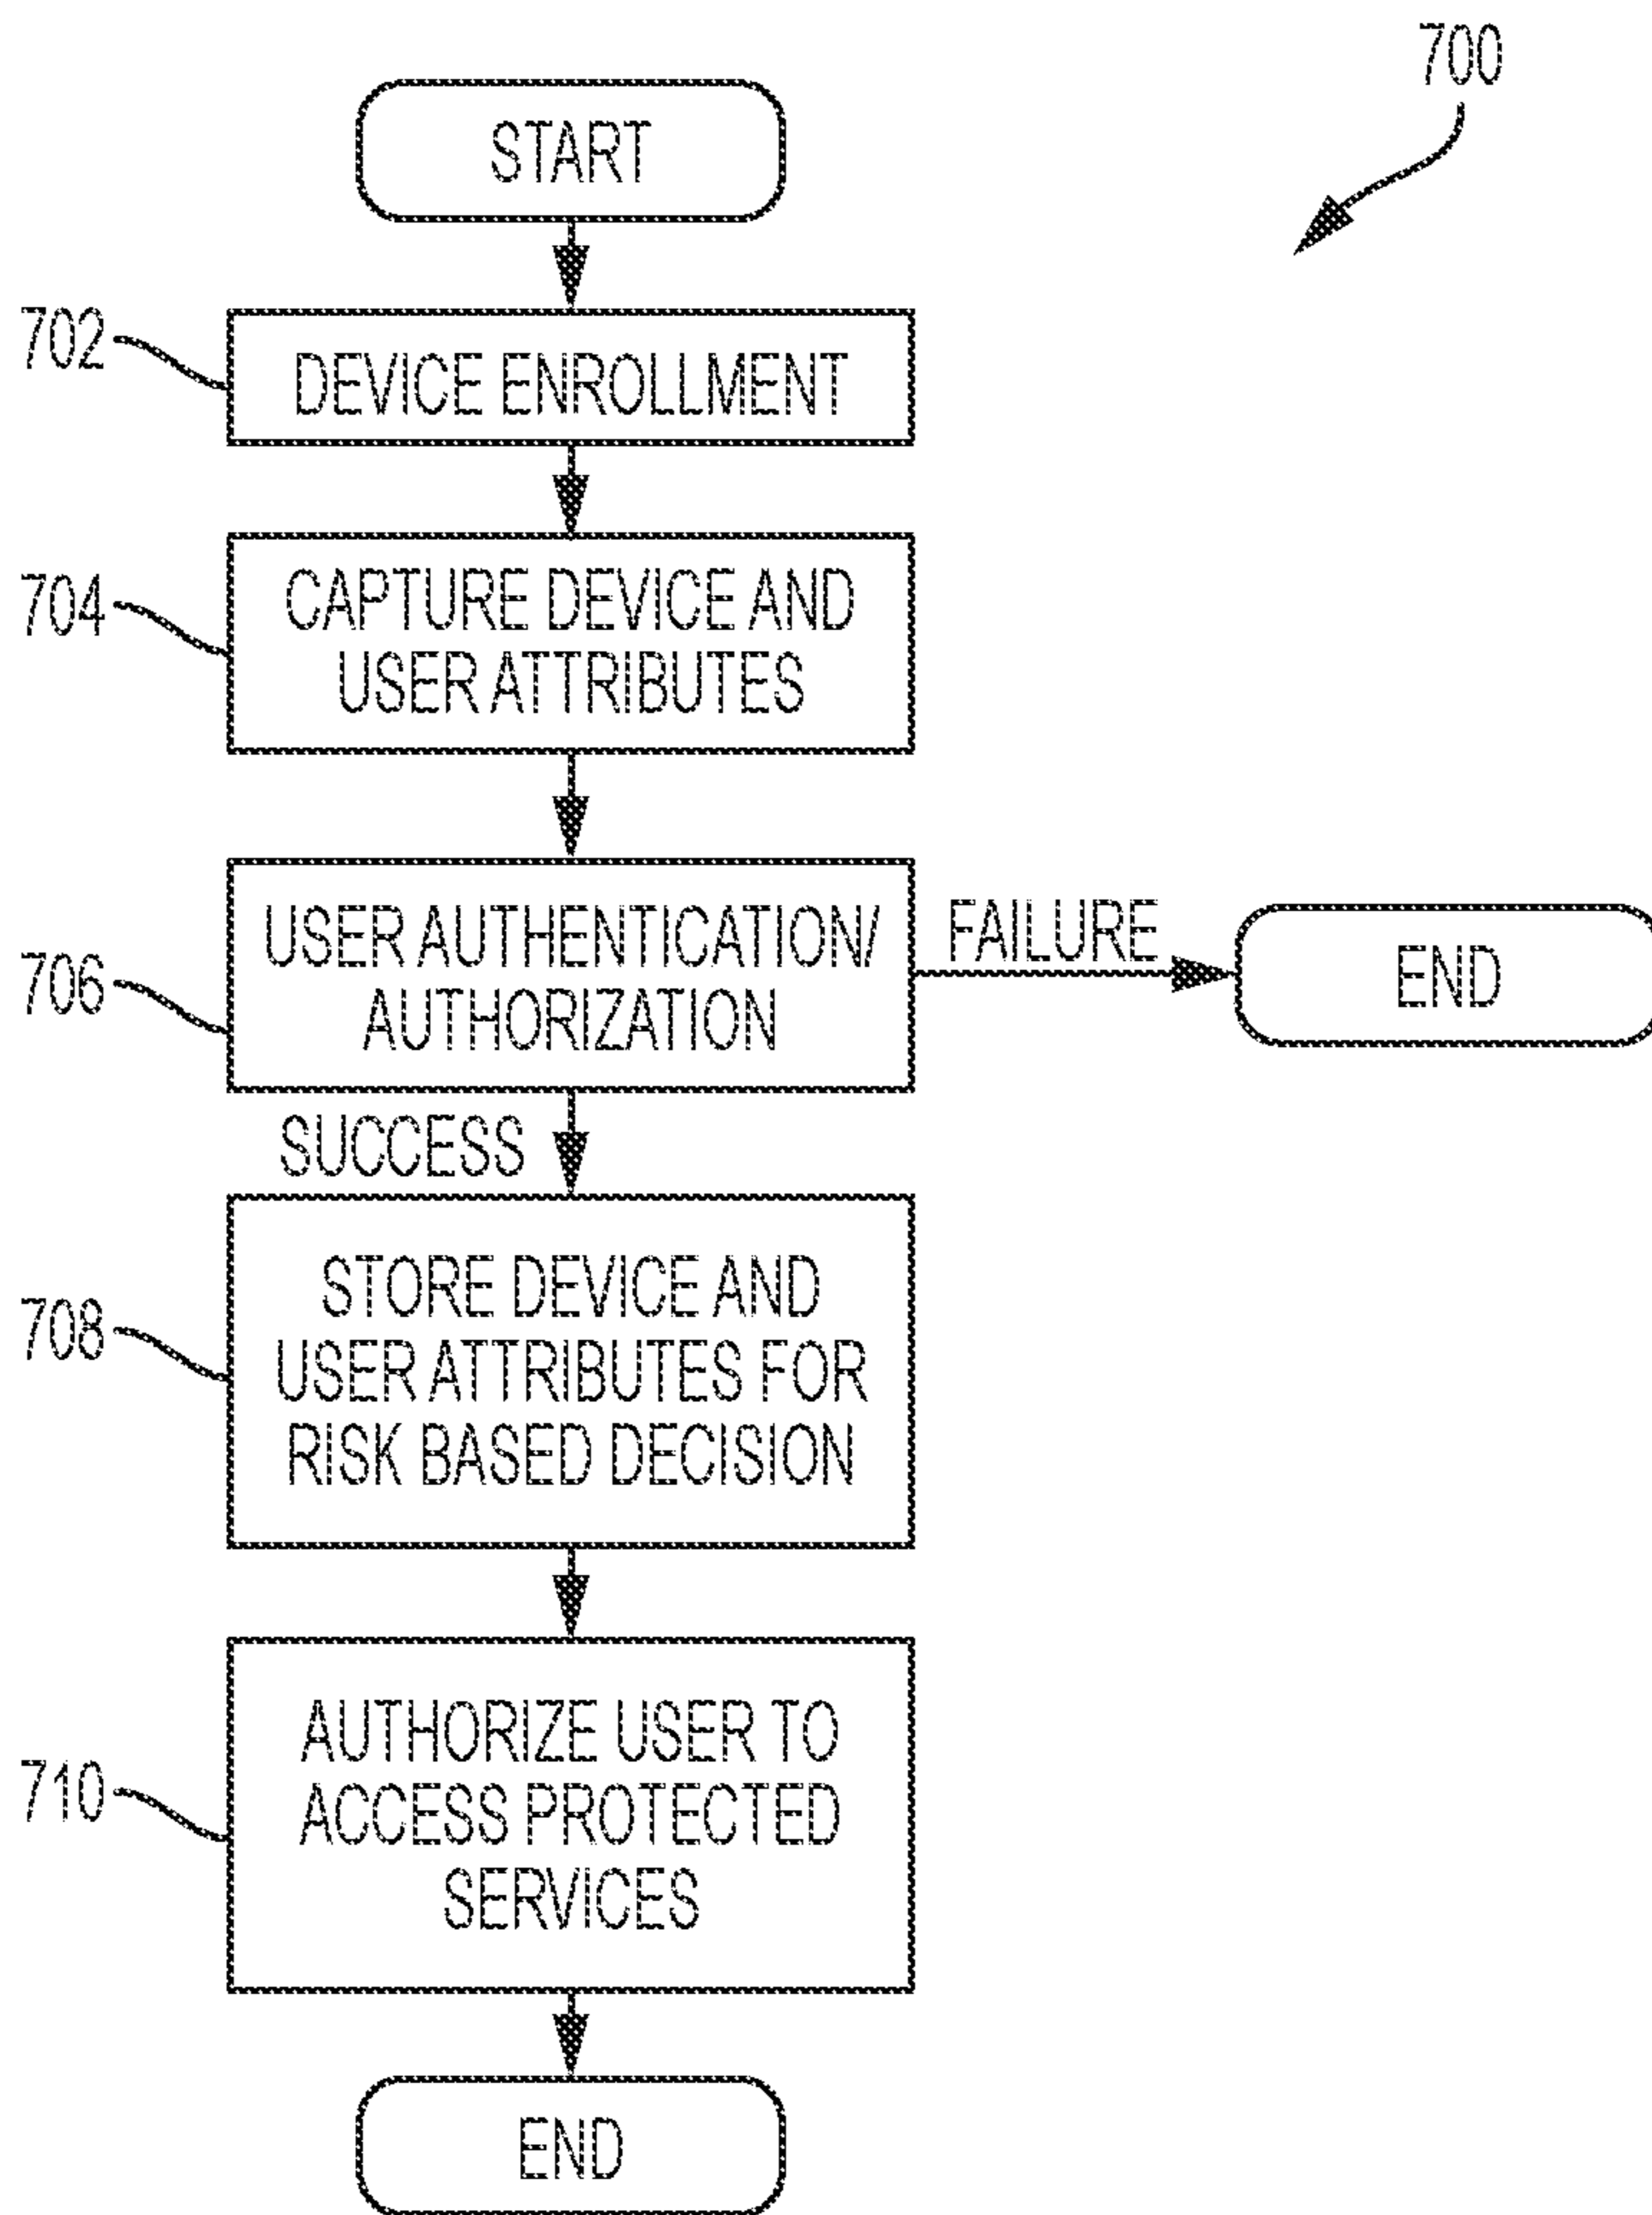 700
START
702
DEVICE ENROLLMENT
704
CAPTURE DEVICE AND
USER ATTRIBUTES
706
USER AUTHENTICATION/
AUTHORIZATION
FAILURE
END
SUCCESS
708
STORE DEVICE AND
USER ATTRIBUTES FOR
RISK BASED DECISION
710
AUTHORIZE USER TO
ACCESS PROTECTED
SERVICES
END